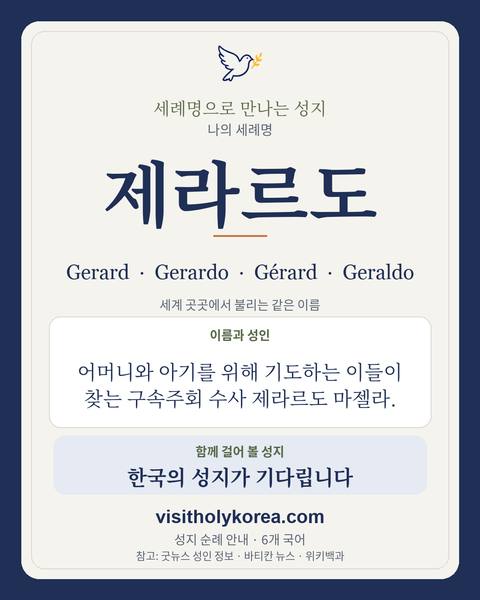 세례명으로 만나는 성지
나의 세례명
제라르도
Gerard · Gerardo · Gérard · Geraldo
세계 곳곳에서 불리는 같은 이름
이름과 성인
어머니와 아기를 위해 기도하는 이들이
찾는 구속주회 수사 제라르도 마젤라.
함께 걸어 볼 성지
한국의 성지가 기다립니다
visitholykorea.com
성지 순례 안내 · 6개 국어
참고: 굿뉴스 성인 정보 · 바티칸 뉴스 · 위키백과